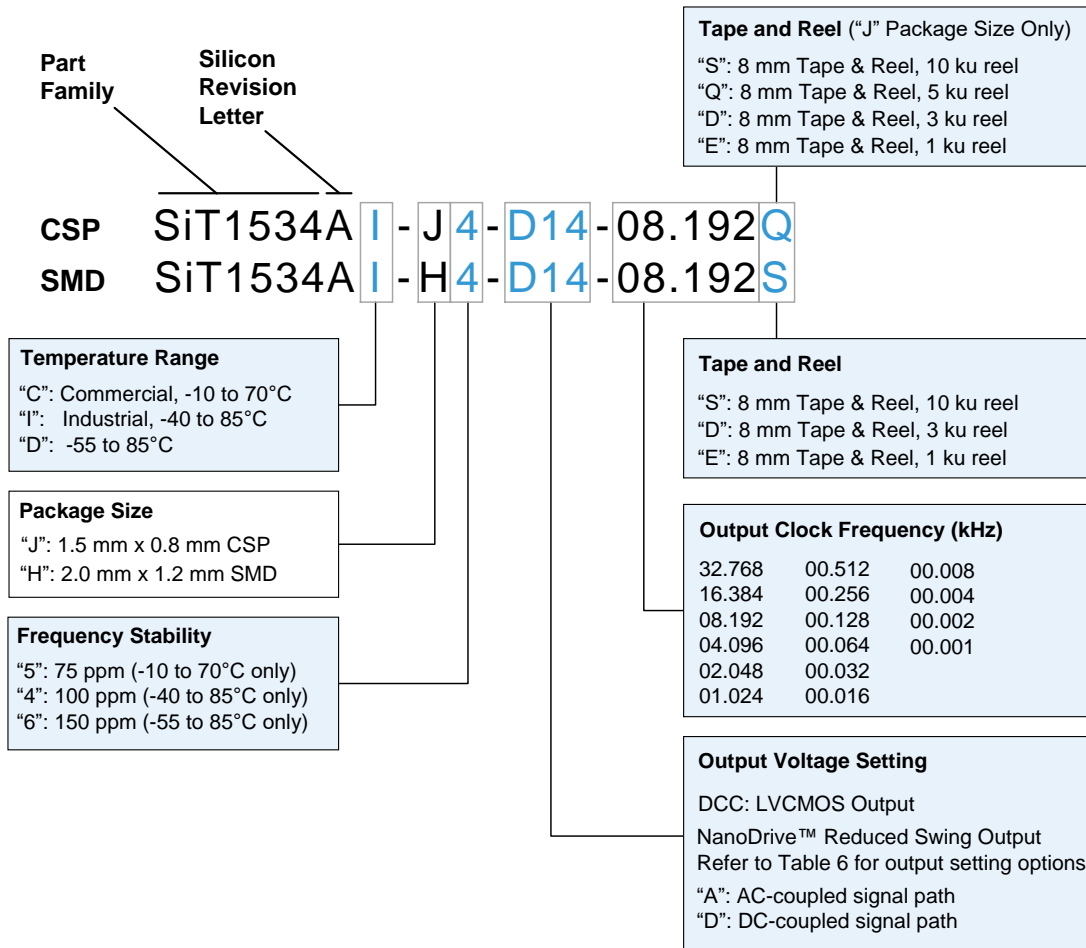 Part
Family
Silicon
Revision
Letter
Tape and Reel (“J” Package Size Only)
“S”: 8 mm Tape & Reel, 10 ku reel
“Q”: 8 mm Tape & Reel, 5 ku reel
“D”: 8 mm Tape & Reel, 3 ku reel
“E”: 8 mm Tape & Reel, 1 ku reel
CSP SiT1534A I - J 4 - D14 - 08.192 Q
SMD SiT1534A I - H 4 - D14 - 08.192 S
Temperature Range
“C”: Commercial, -10 to 70°C
“I”: Industrial, -40 to 85°C
“D”: -55 to 85°C
Package Size
“J”: 1.5 mm x 0.8 mm CSP
“H”: 2.0 mm x 1.2 mm SMD
Frequency Stability
“5”: 75 ppm (-10 to 70°C only)
“4”: 100 ppm (-40 to 85°C only)
“6”: 150 ppm (-55 to 85°C only)
Tape and Reel
“S”: 8 mm Tape & Reel, 10 ku reel
“D”: 8 mm Tape & Reel, 3 ku reel
“E”: 8 mm Tape & Reel, 1 ku reel
Output Clock Frequency (kHz)
32.768 00.512 00.008
16.384 00.256 00.004
08.192 00.128 00.002
04.096 00.064 00.001
02.048 00.032
01.024 00.016
Output Voltage Setting
DCC: LVCMOS Output
NanoDrive™ Reduced Swing Output
Refer to Table 6 for output setting options
“A”: AC-coupled signal path
“D”: DC-coupled signal path